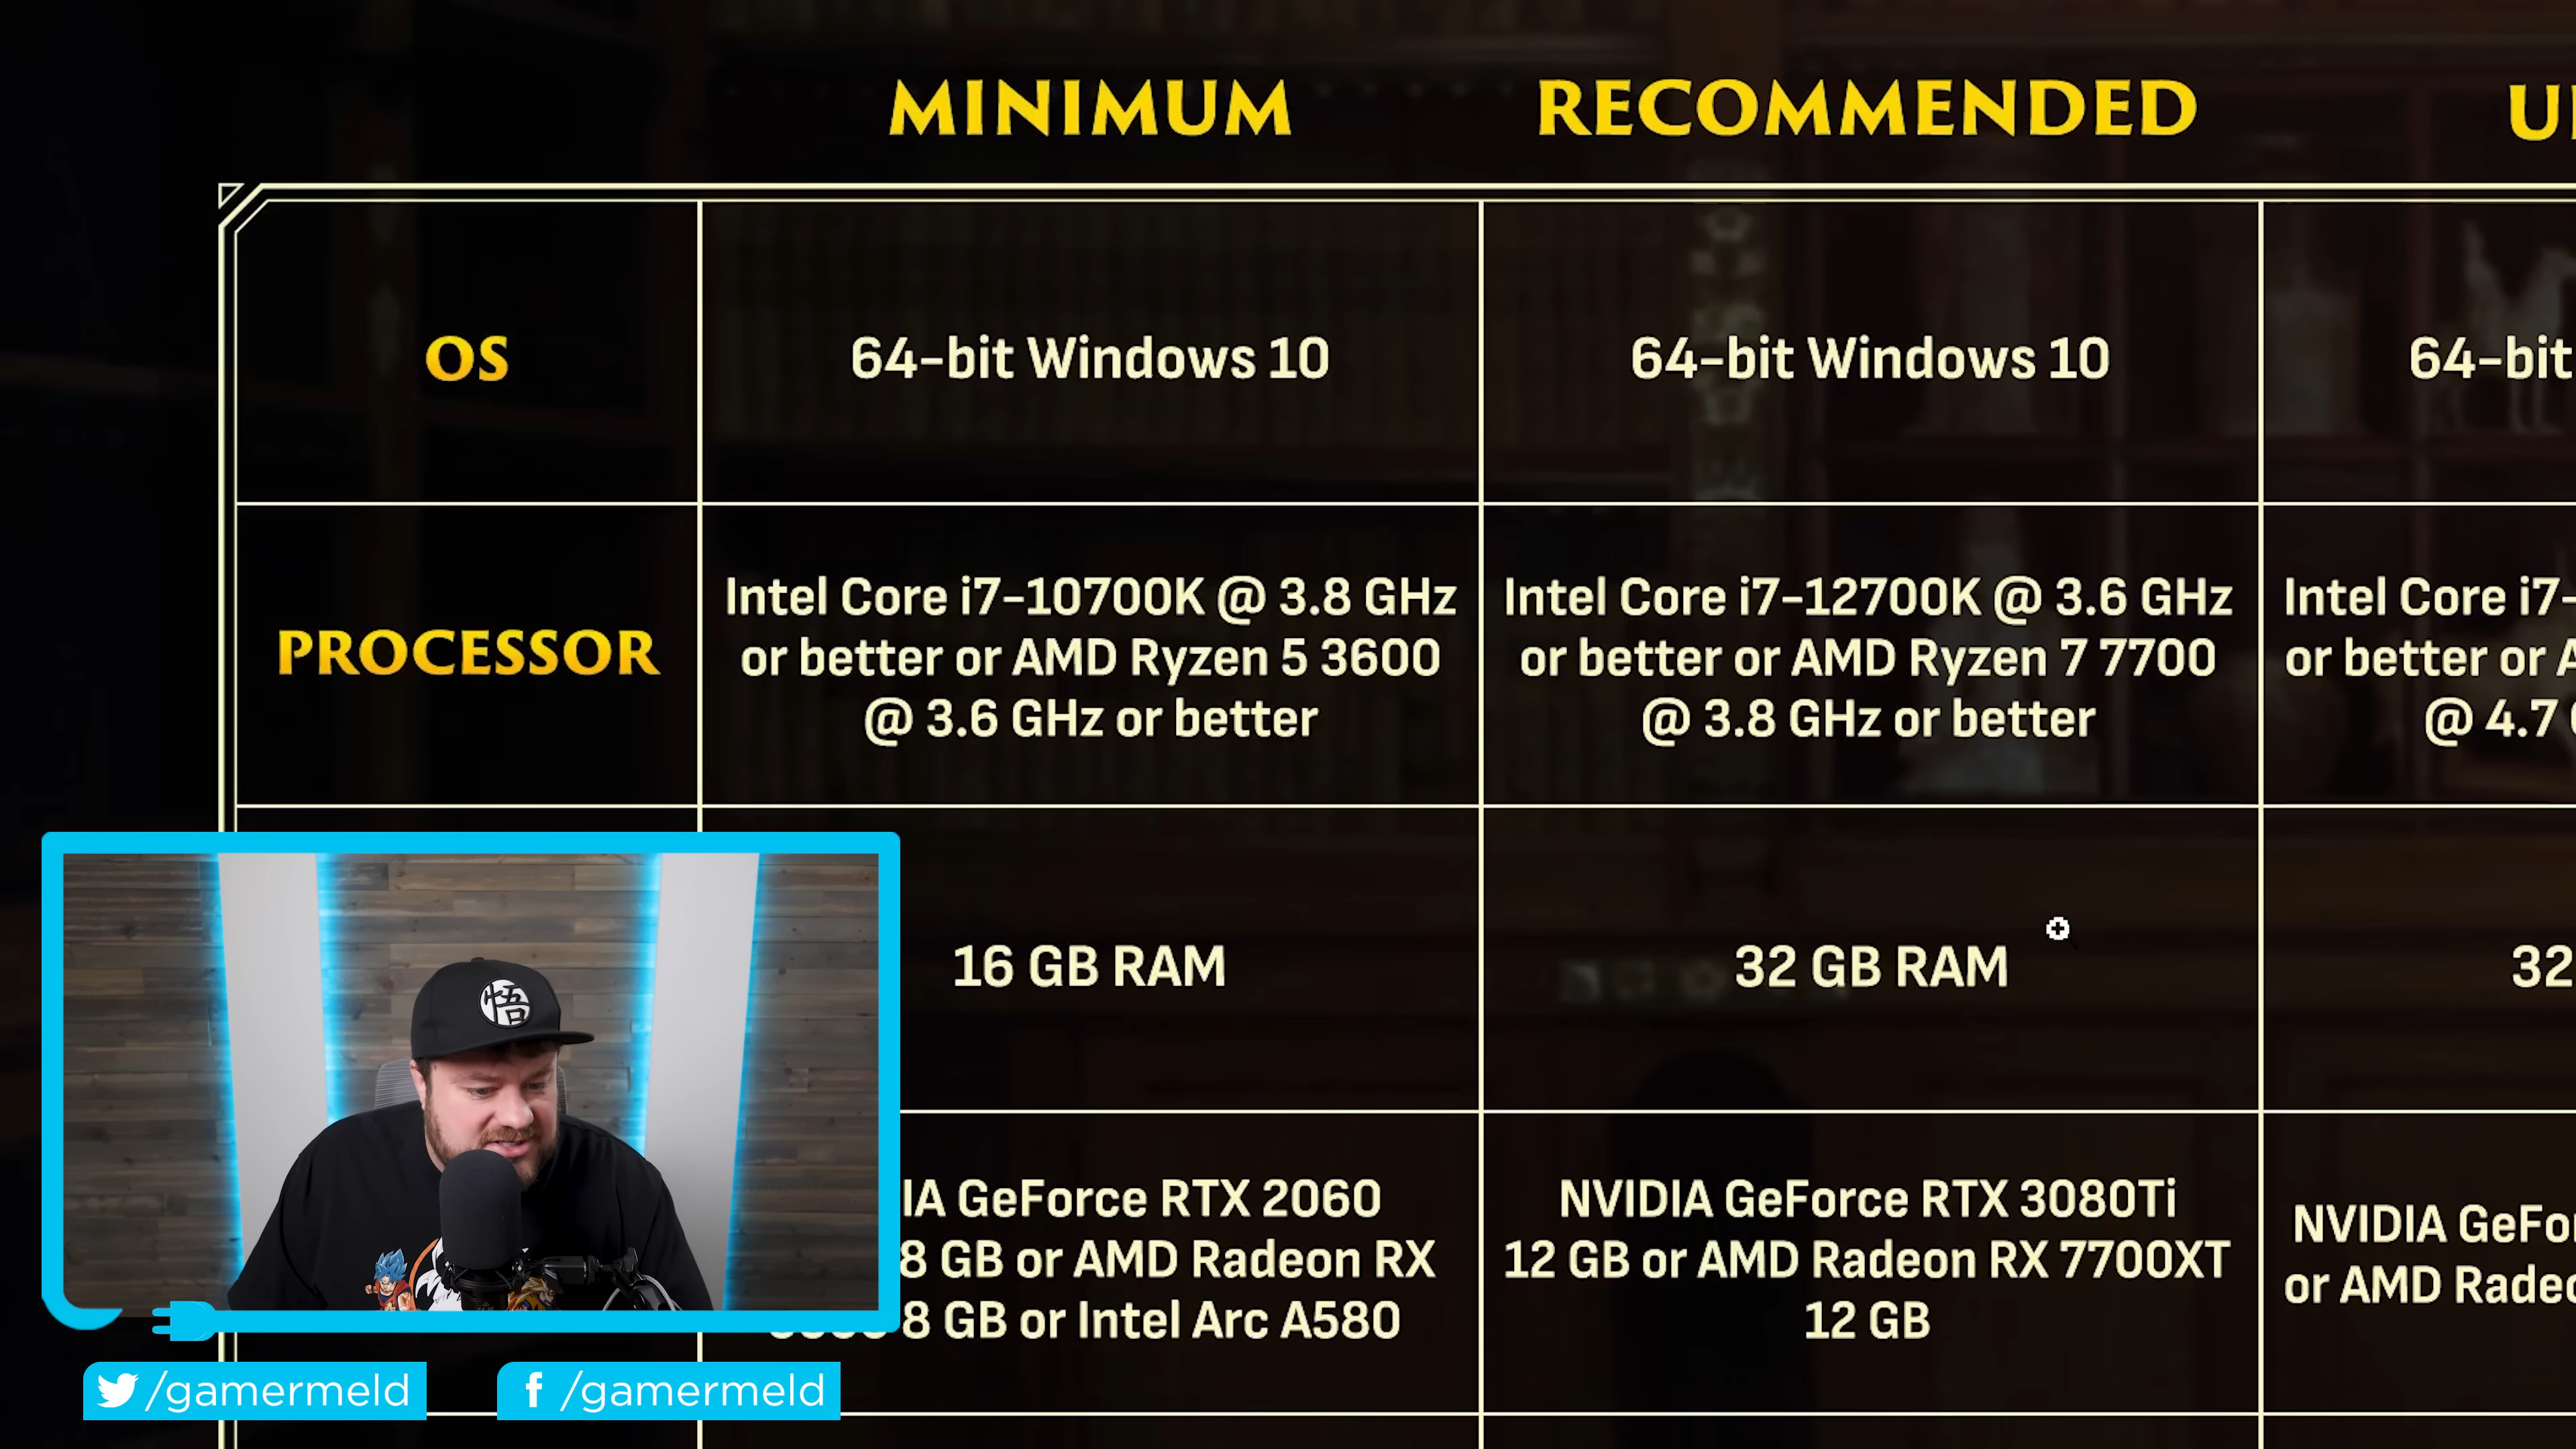 MINIMUM
RECOMMENDED
OS
64-bit Windows 10
64-bit Windows 10
64-bit
PROCESSOR
Intel Core i7-10700K @ 3.8 GHz
or better or AMD Ryzen 5 3600
@ 3.6 GHz or better
Intel Core i7-12700K @ 3.6 GHz
or better or AMD Ryzen 7 7700
@ 3.8 GHz or better
Intel Core i7-
or better or
@ 4.7
16 GB RAM
32 GB RAM
32
GeForce RTX 2060
8 GB or AMD Radeon RX
8 GB or Intel Arc A580
NVIDIA GeForce RTX 3080Ti
12 GB or AMD Radeon RX 7700XT
12 GB
NVIDIA
or AMD
悟
/gamermeld
f /gamermeld